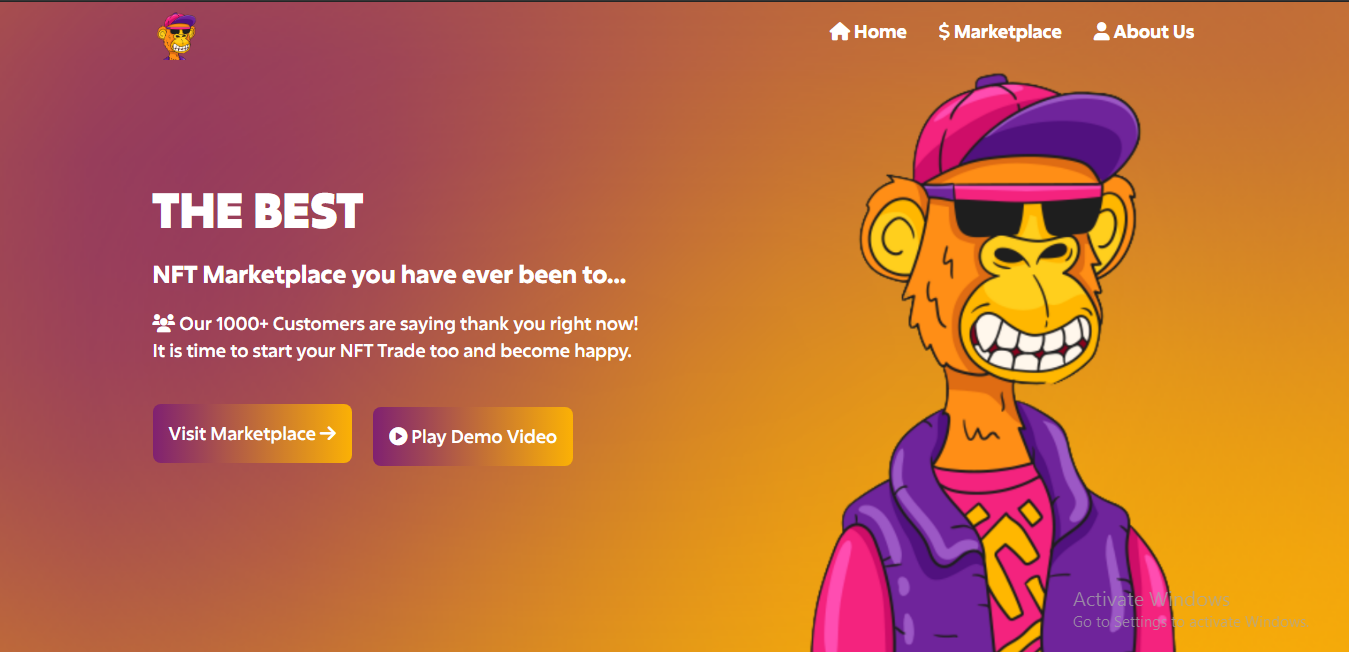 Home
$ Marketplace
About Us
THE BEST
NFT Marketplace you have ever been to...
Our 1000+ Customers are saying thank you right now!
It is time to start your NFT Trade too and become happy.
Visit Marketplace →
Play Demo Video
Activate Windows
Go to Settings to activate Windows.